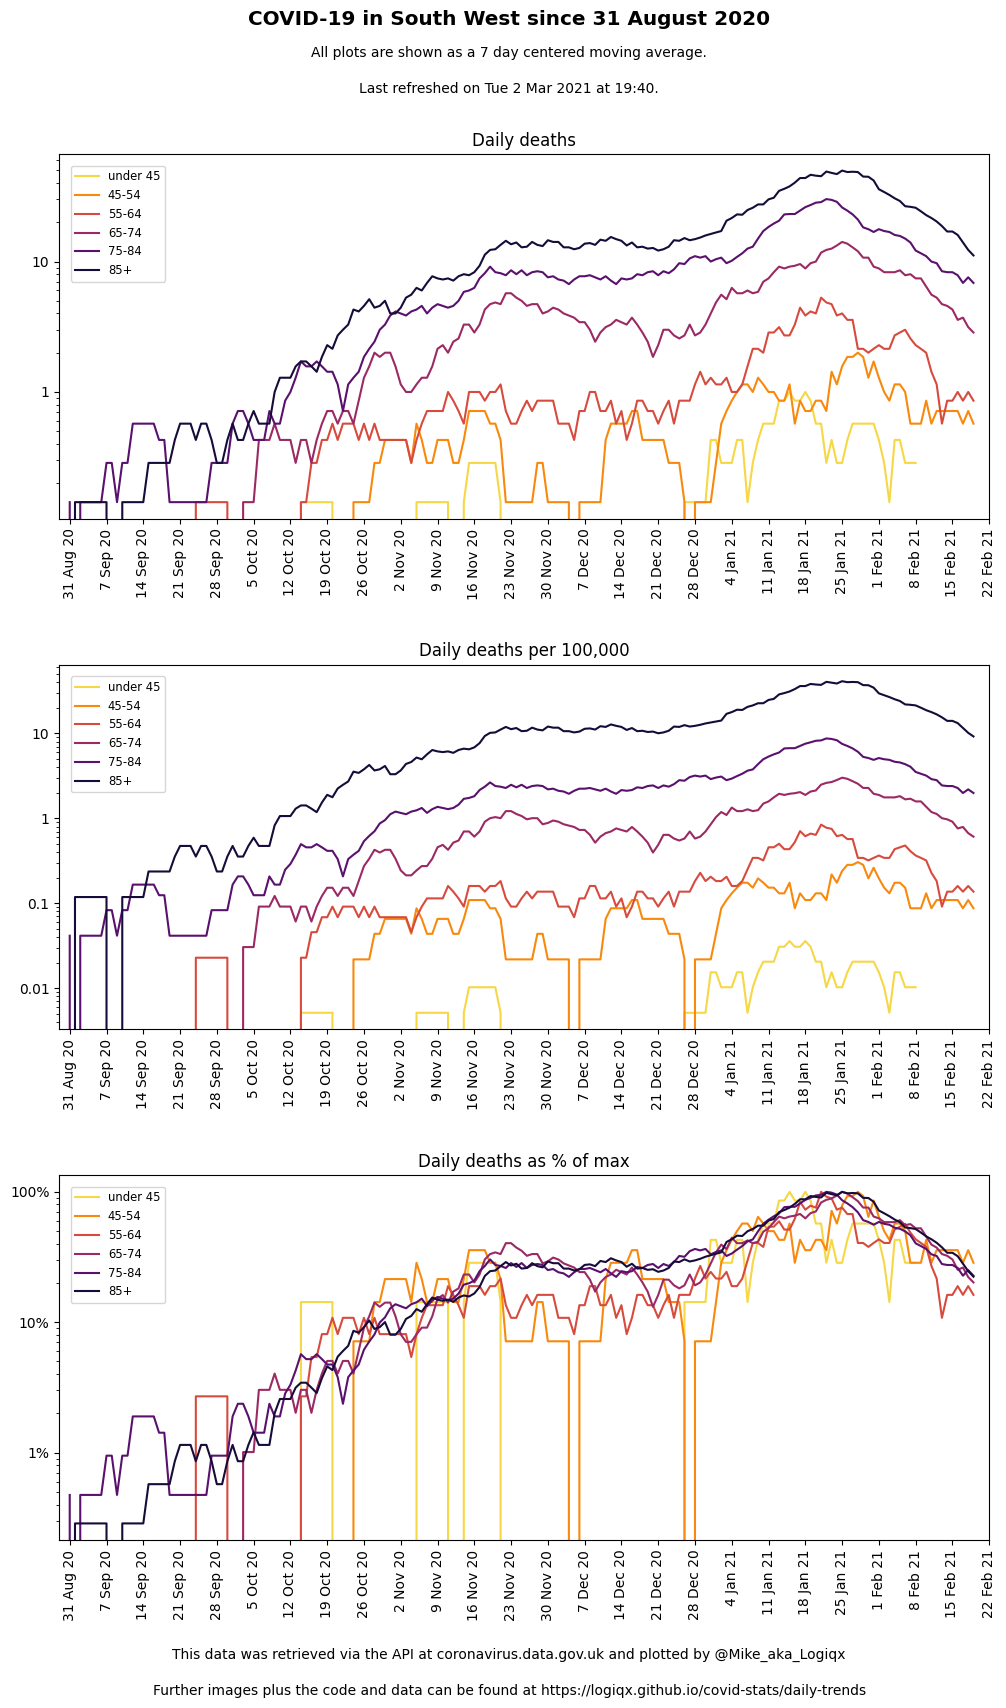 COVID-19 in South West since 31 August 2020
All plots are shown as a 7 day centered moving average.
Last refreshed on Tue 2 Mar 2021 at 19:40.
Daily deaths
under 45
45-54
55-64
65-74
75-84
85+
10
1
31 Aug 20
7 Sep 20
14 Sep 20
21 Sep 20
28 Sep 20
5 Oct 20
12 Oct 20
19 Oct 20
26 Oct 20
2 Nov 20
9 Nov 20
16 Nov 20
23 Nov 20
30 Nov 20
7 Dec 20
14 Dec 20
21 Dec 20
28 Dec 20
4 Jan 21
11 Jan 21
18 Jan 21
25 Jan 21
1 Feb 21
8 Feb 21
15 Feb 21
22 Feb 21
Daily deaths per 100,000
under 45
45-54
55-64
65-74
75-84
85+
10
1
0.1
0.01
31 Aug 20
7 Sep 20
14 Sep 20
21 Sep 20
28 Sep 20
5 Oct 20
12 Oct 20
19 Oct 20
26 Oct 20
2 Nov 20
9 Nov 20
16 Nov 20
23 Nov 20
30 Nov 20
7 Dec 20
14 Dec 20
21 Dec 20
28 Dec 20
4 Jan 21
11 Jan 21
18 Jan 21
25 Jan 21
1 Feb 21
8 Feb 21
15 Feb 21
22 Feb 21
Daily deaths as % of max
under 45
45-54
55-64
65-74
75-84
85+
100%
10%
1%
31 Aug 20
7 Sep 20
14 Sep 20
21 Sep 20
28 Sep 20
5 Oct 20
12 Oct 20
19 Oct 20
26 Oct 20
2 Nov 20
9 Nov 20
16 Nov 20
23 Nov 20
30 Nov 20
7 Dec 20
14 Dec 20
21 Dec 20
28 Dec 20
4 Jan 21
11 Jan 21
18 Jan 21
25 Jan 21
1 Feb 21
8 Feb 21
15 Feb 21
22 Feb 21
This data was retrieved via the API at coronavirus.data.gov.uk and plotted by @Mike_aka_Logiqx
Further images plus the code and data can be found at https://logiqx.github.io/covid-stats/daily-trends